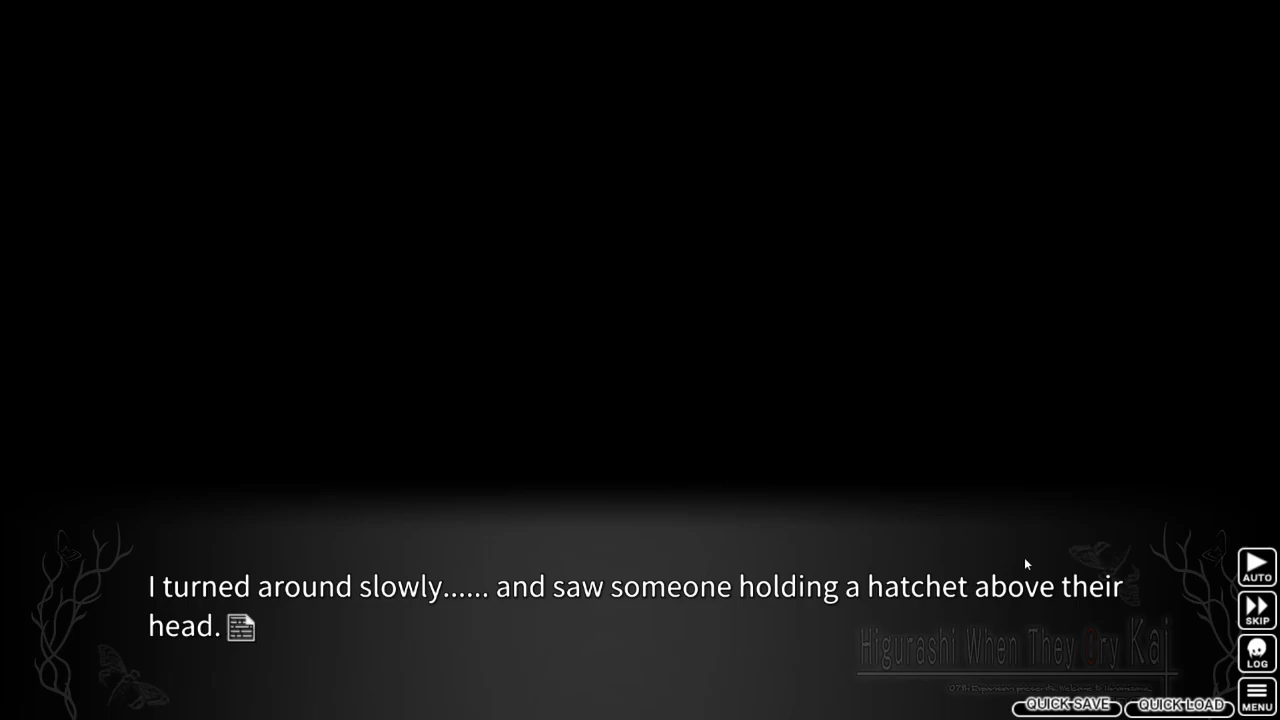 I turned around slowly...... and saw someone holding a hatchet above their
head.
Higurashi When They Cry Kai
AUTO
SKIP
LOG
MENU
QUICK SAVE
QUICK LOAD